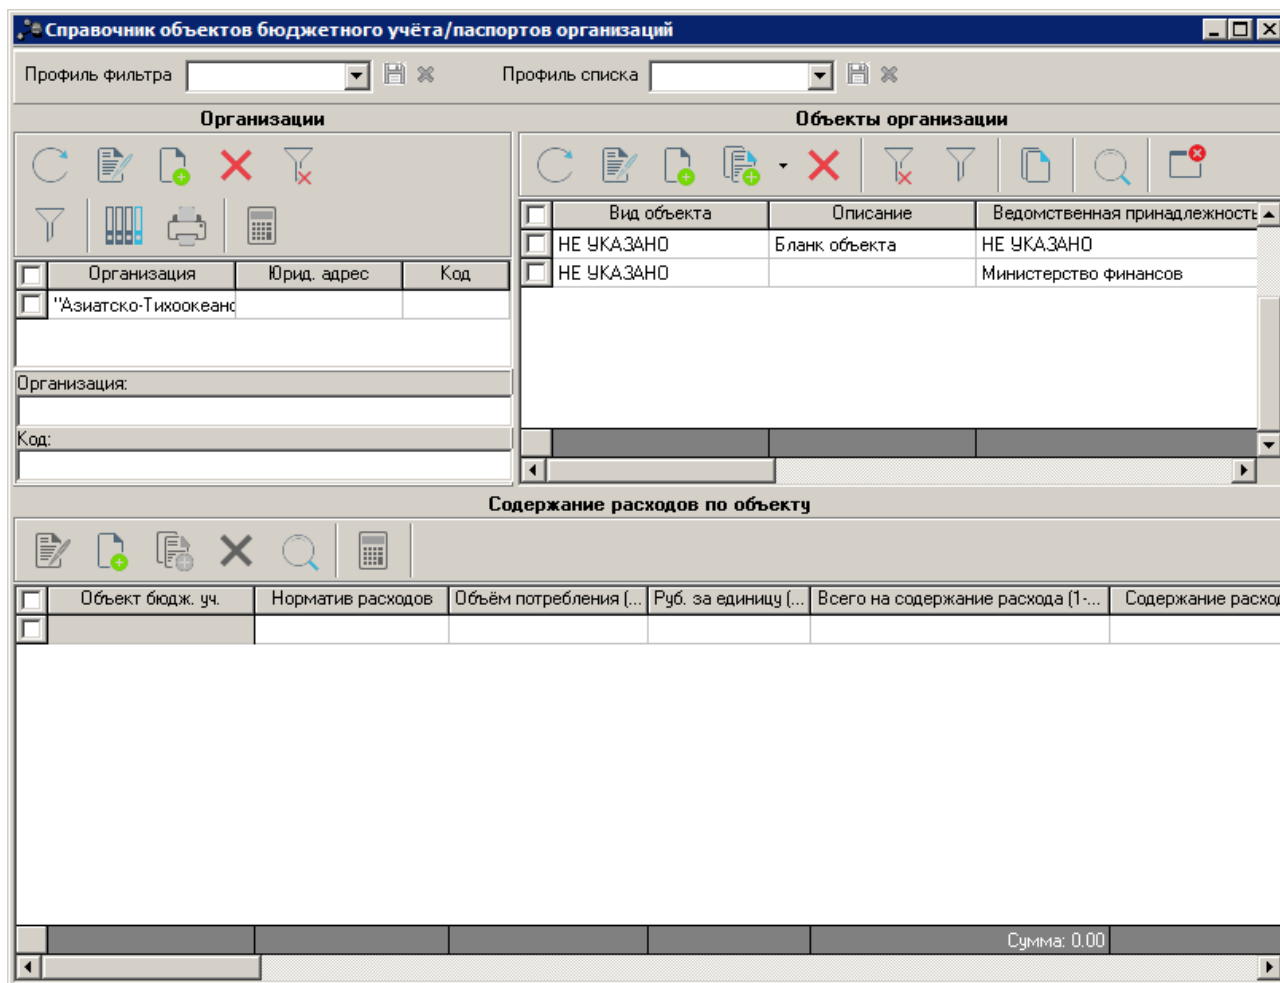 Справочник объектов бюджетного учёта/паспортов организаций
Профиль фильтра
Профиль списка
Организации
Объекты организации
Вид объекта Описание Ведомственная принадлежность
НЕ УКАЗАНО Бланк объекта НЕ УКАЗАНО
НЕ УКАЗАНО Министерство финансов
Организация Юрид. адрес Код
"Азиатско-Тихоокеанс
Организация:
Код:
Содержание расходов по объекту
Объект бюдж. уч. Норматив расходов Объём потребления (... Руб. за единицу (... Всего на содержание расхода (1-... Содержание расход
Сумма: 0.00